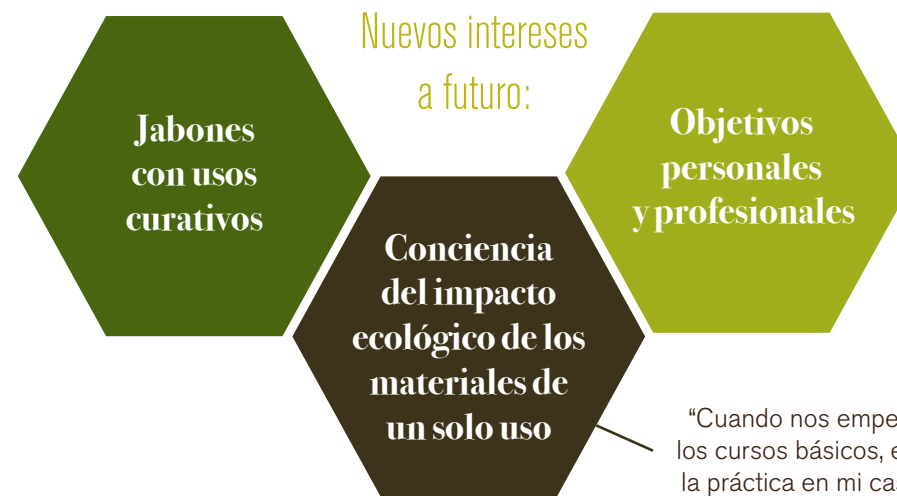 Nuevos intereses
a futuro:
Jabones
con usos
curativos
Objetivos
personales
y profesionales
Conciencia
del impacto
ecológico de los
materiales de
un solo uso
“Cuando nos empe
los cursos básicos, e
la práctica en mi cas